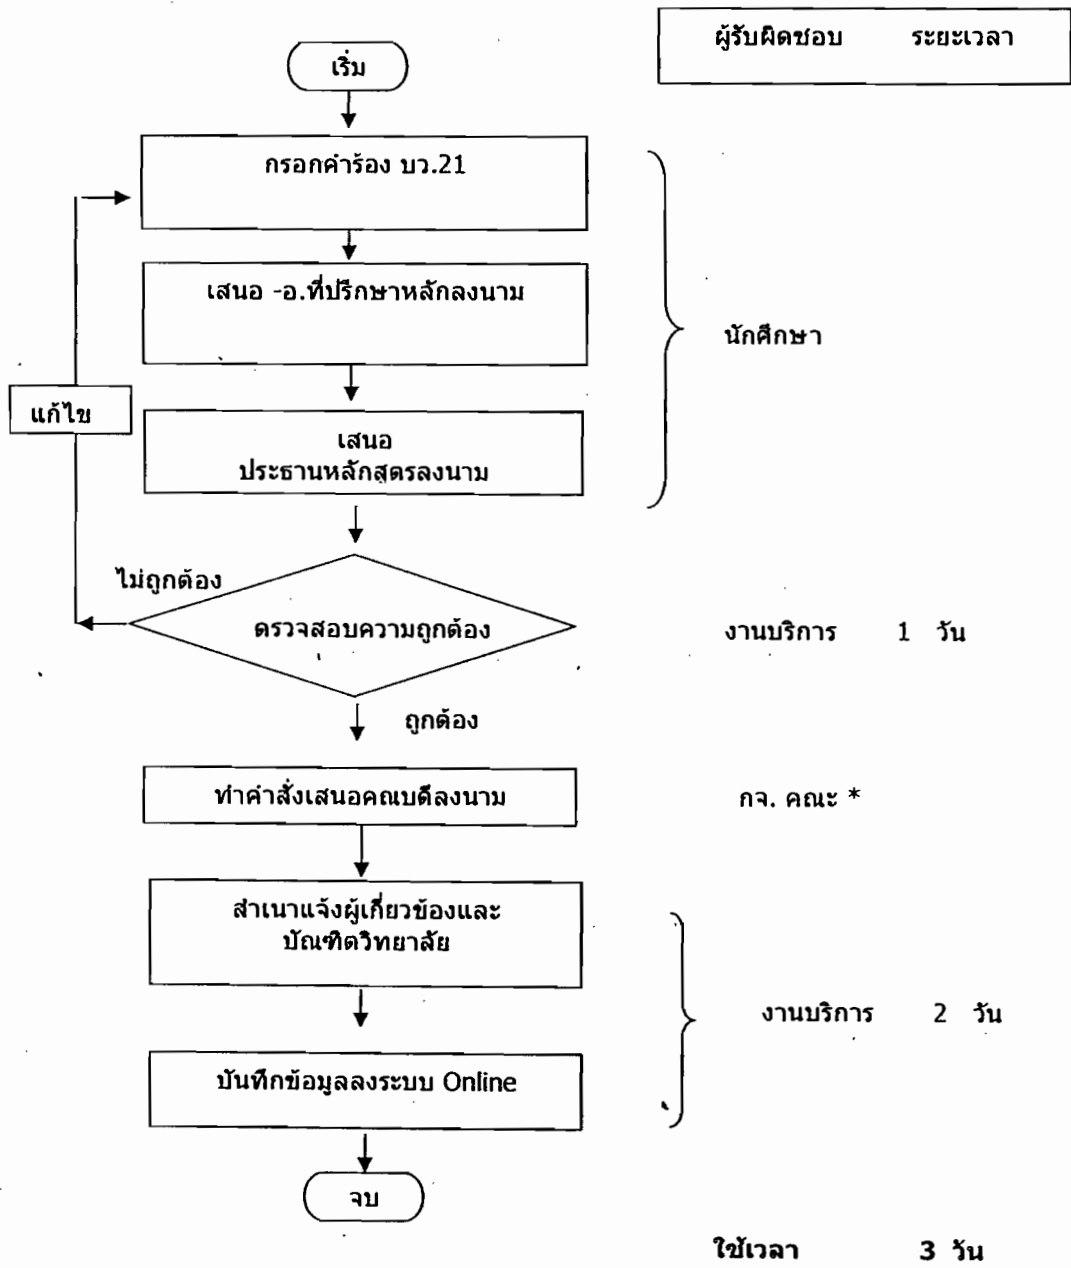 ผู้รับผิดชอบ ระยะเวลา
เริ่ม
กรอกคำร้อง บว.21
เสนอ -อ.ที่ปรึกษาหลักลงนาม
นักศึกษา
แก้ไข
เสนอ
ประธานหลักสูตรลงนาม
ไม่ถูกต้อง
ตรวจสอบความถูกต้อง
งานบริการ 1 วัน
ถูกต้อง
ทำคำสั่งเสนอคณบดีลงนาม
กจ. คณะ *
สำเนาแจ้งผู้เกี่ยวข้องและ
บัณฑิตวิทยาลัย
งานบริการ 2 วัน
บันทึกข้อมูลลงระบบ Online
จบ
ใช้เวลา 3 วัน